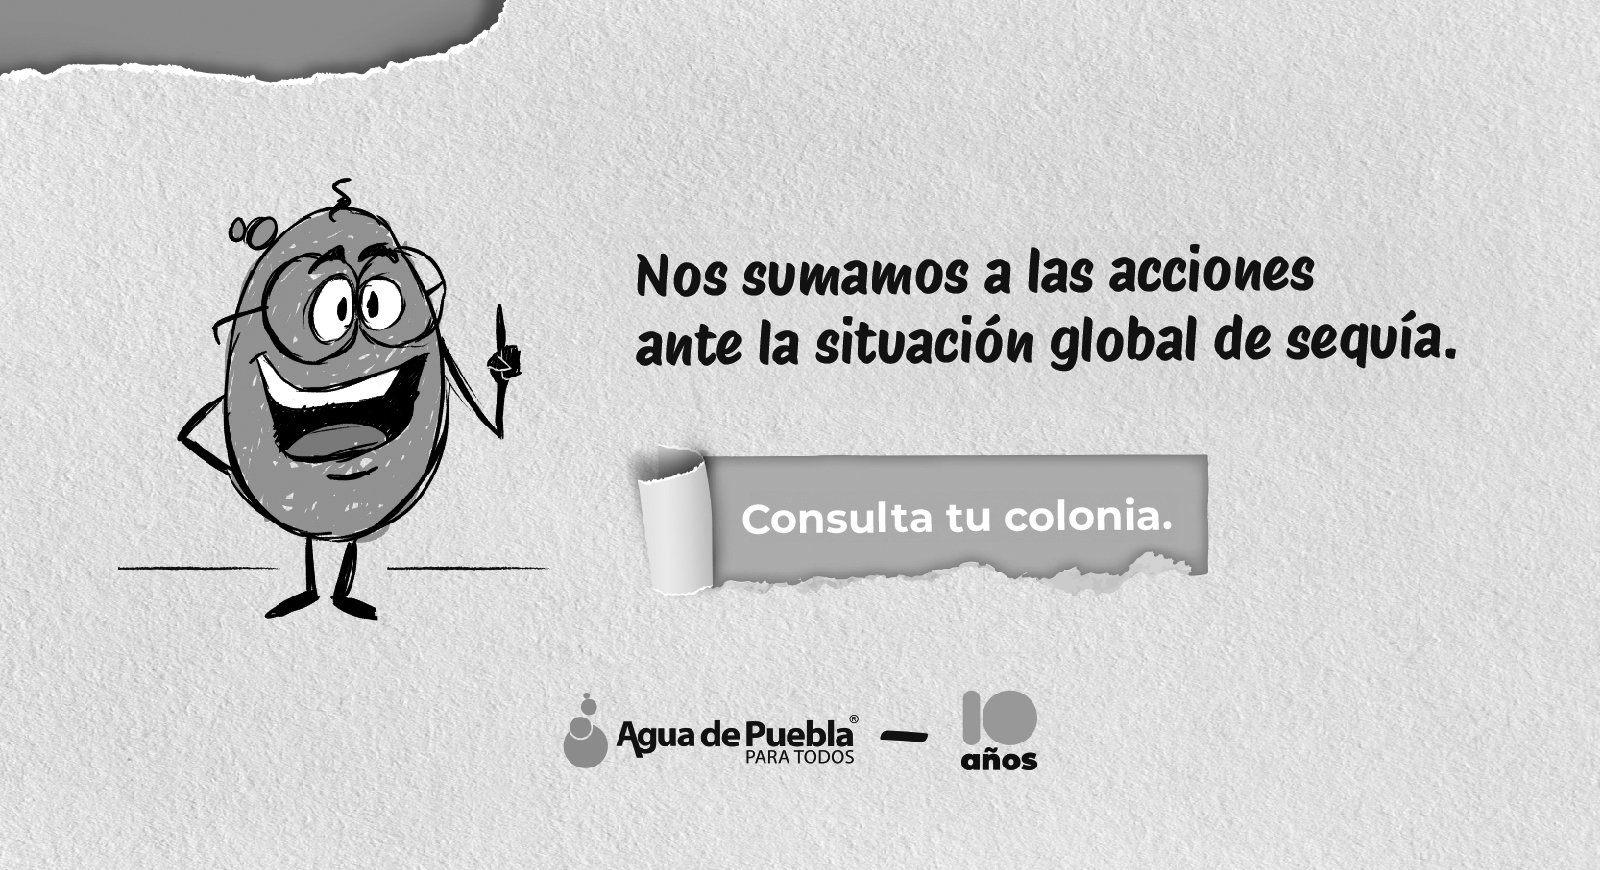 Nos sumamos a las acciones
ante la situación global de sequía.
Consulta tu colonia.
Agua de Puebla®
PARA TODOS
10
años